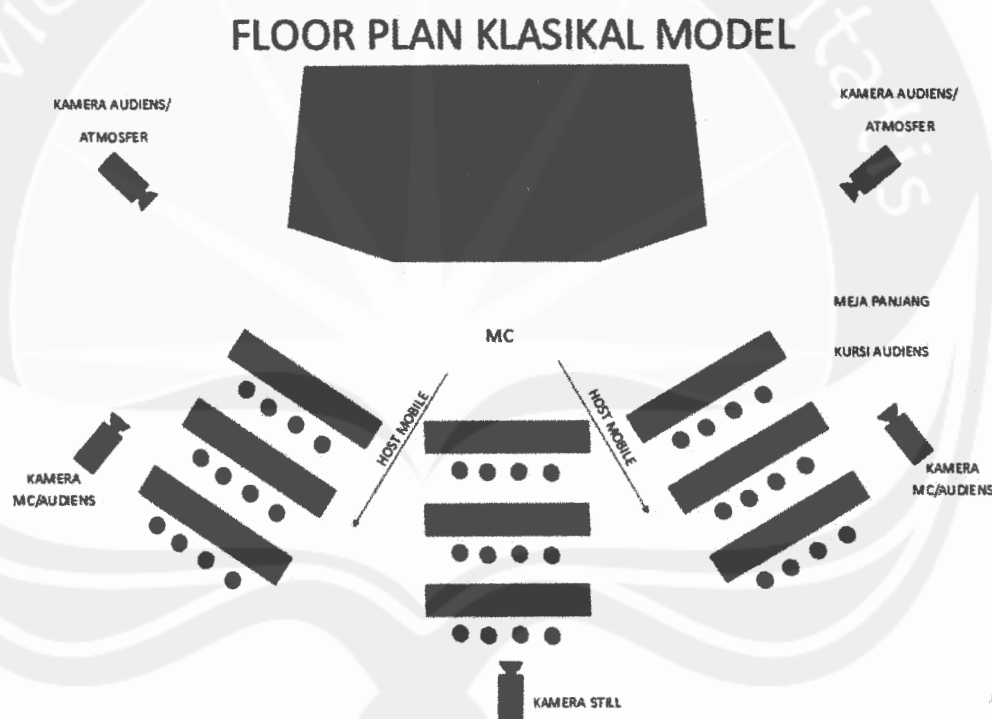 FLOOR PLAN KLASIKAL MODEL
KAMERA AUDIENS/
ATMOSFER
KAMERA AUDIENS/
ATMOSFER
MEJA PANJANG
MC
KURSI AUDIENS
HOST MOBILE
HOST MOBILE
KAMERA
MC/AUDIENS
KAMERA
MC/AUDIENS
KAMERA STILL